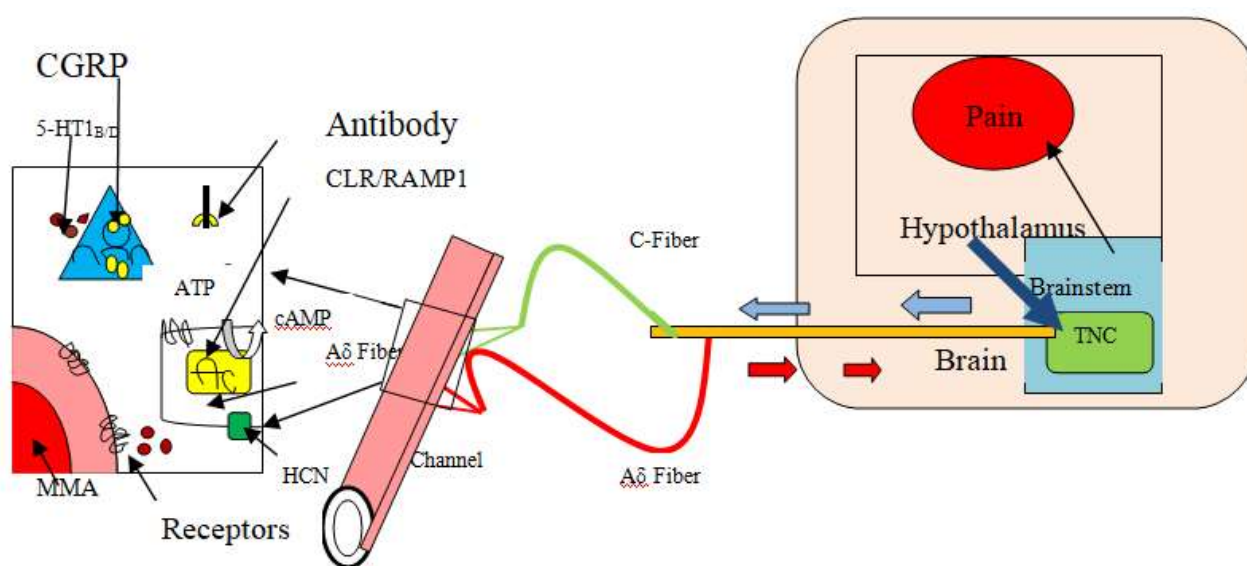 CGRP
5-HT1B/D
Antibody
CLR/RAMP1
ATP
cAMP
Aδ Fiber
MMA
HCN
Channel
Receptors
C-Fiber
Aδ Fiber
Pain
Hypothalamus
Brainstem
TNC
Brain